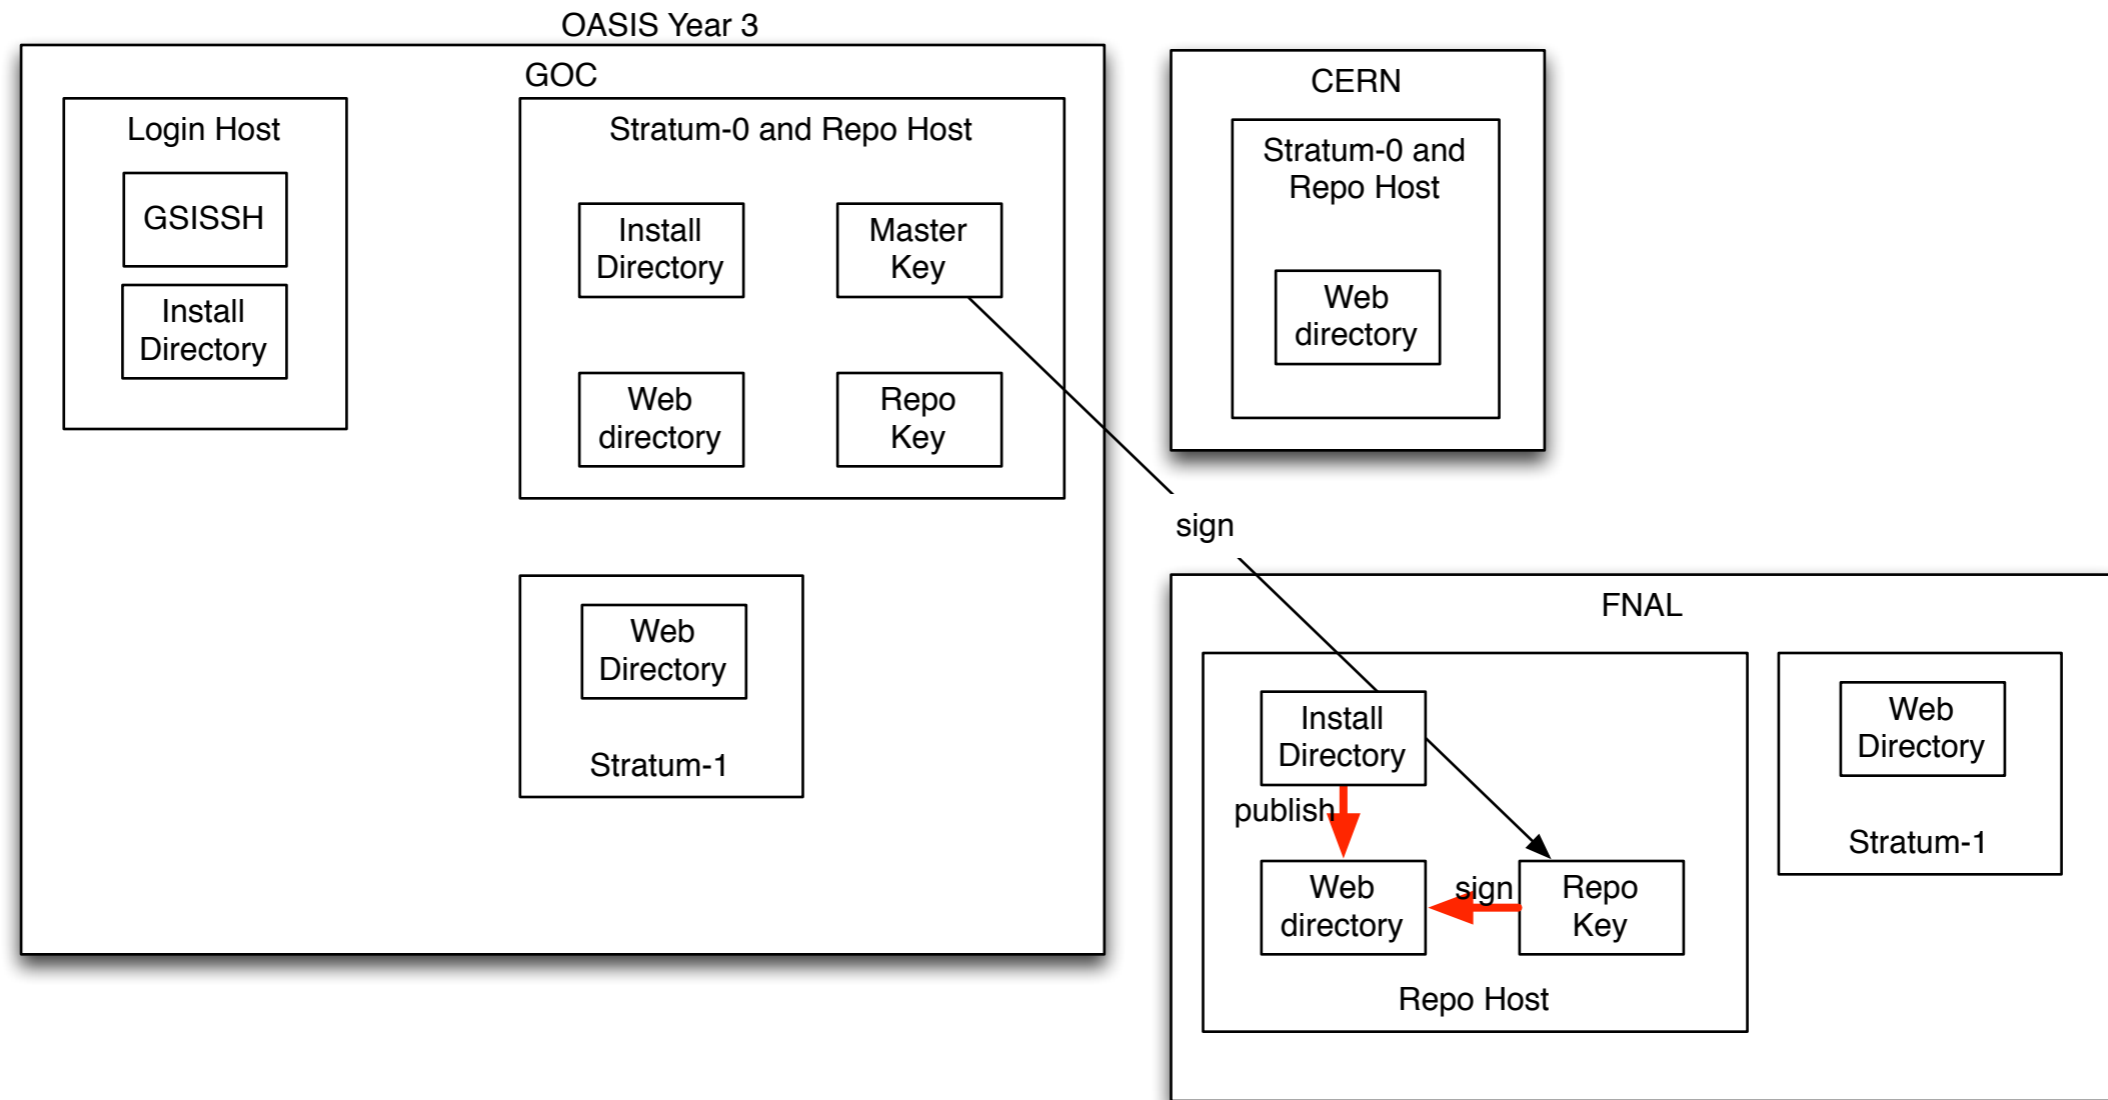 OASIS Year 3
GOC
Login Host
GSISSH
Install
Directory
Stratum-0 and Repo Host
Install
Directory
Master
Key
Web
directory
Repo
Key
Web
Directory
Stratum-1
CERN
Stratum-0 and
Repo Host
Web
directory
sign
FNAL
Install
Directory
publish
Web
directory
sign
Repo
Key
Repo Host
Web
Directory
Stratum-1